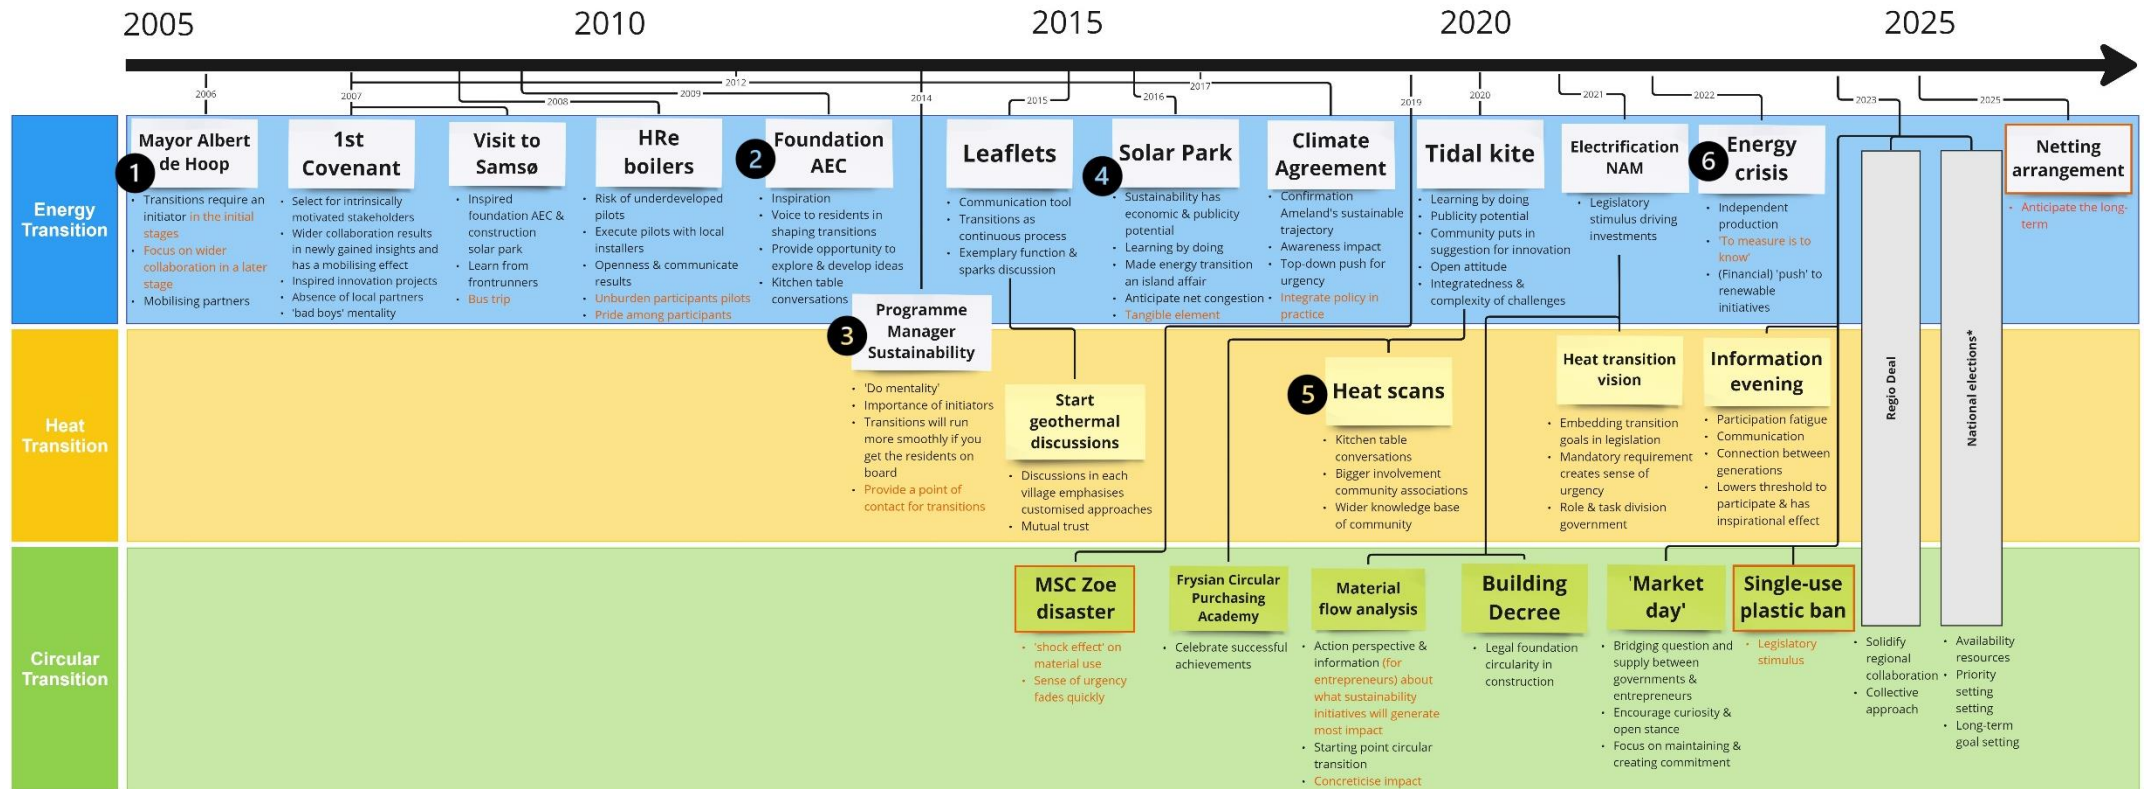 2005
2010
2015
2020
2025
2006
2007
2012
2008
2009
2014
2015
2016
2017
2019
2020
2021
2022
2023
2025
Energy
Transition
1
Mayor Albert
de Hoop
• Transitions require an
initiator in the initial
stages
• Focus on wider
collaboration in a later
stage
• Mobilising partners
1st
Covenant
• Select for intrinsically
motivated stakeholders
• Wider collaboration results
in newly gained insights and
has a mobilising effect
• Inspired innovation projects
• Absence of local partners
• 'bad boys' mentality
Visit to
Samsø
• Inspired
foundation AEC &
construction
solar park
• Learn from
frontrunners
• Bus trip
HRe
boilers
• Risk of underdeveloped
pilots
• Execute pilots with local
installers
• Openness & communicate
results
• Unburden participants pilots
• Pride among participants
2
Foundation
AEC
• Inspiration
• Voice to residents in
shaping transitions
• Provide opportunity to
explore & develop ideas
• Kitchen table
conversations
Leaflets
• Communication tool
• Transitions as
continuous process
• Exemplary function &
sparks discussion
4
Solar Park
• Sustainability has
economic & publicity
potential
• Learning by doing
• Made energy transition
an island affair
• Anticipate net congestion
• Tangible element
Climate
Agreement
• Confirmation
Ameland's sustainable
trajectory
• Awareness impact
• Top-down push for
urgency
• Integrate policy in
practice
Tidal kite
• Learning by doing
• Publicity potential
• Community puts in
suggestion for innovation
• Open attitude
• Integratedness &
complexity of challenges
Electrification
NAM
• Legislatory
stimulus driving
investments
6
Energy
crisis
• Independent
production
• 'To measure is to
know'
• (Financial) 'push' to
renewable
initiatives
Netting
arrangement
• Anticipate the long-
term
Heat
Transition
3
Programme
Manager
Sustainability
• 'Do mentality'
• Importance of initiators
• Transitions will run
more smoothly if you
get the residents on
board
• Provide a point of
contact for transitions
Start
geothermal
discussions
• Discussions in each
village emphasises
customised approaches
• Mutual trust
5
Heat scans
• Kitchen table
conversations
• Bigger involvement
community associations
• Wider knowledge base
of community
Heat transition
vision
• Embedding transition
goals in legislation
• Mandatory requirement
creates sense of
urgency
• Role & task division
government
Information
evening
• Participation fatigue
• Communication
• Connection between
generations
• Lowers threshold to
participate & has
inspirational effect
Regio Deal
National elections*
Circular
Transition
MSC Zoe
disaster
• 'shock effect' on
material use
• Sense of urgency
fades quickly
Frysian Circular
Purchasing
Academy
• Celebrate successful
achievements
Material
flow analysis
• Action perspective &
information (for
entrepreneurs) about
what sustainability
initiatives will generate
most impact
• Starting point circular
transition
• Concreticise impact
Building
Decree
• Legal foundation
circularity in
construction
'Market
day'
• Bridging question and
supply between
governments &
entrepreneurs
• Encourage curiosity &
open stance
• Focus on maintaining &
creating commitment
Single-use
plastic ban
• Legislatory
stimulus
• Solidify
regional
collaboration
• Collective
approach
• Availability
resources
• Priority
setting
setting
• Long-term
goal setting